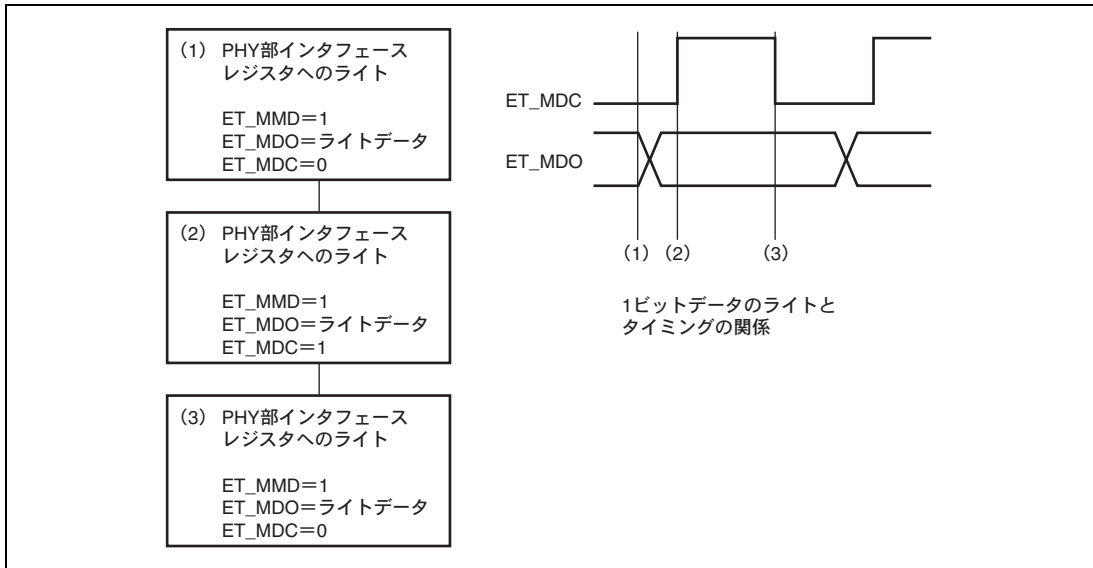 (1) PHY部インタフェース
レジスタへのライト
ET_MMD=1
ET_MDO=ライトデータ
ET_MDC=0
(2) PHY部インタフェース
レジスタへのライト
ET_MMD=1
ET_MDO=ライトデータ
ET_MDC=1
(3) PHY部インタフェース
レジスタへのライト
ET_MMD=1
ET_MDO=ライトデータ
ET_MDC=0
ET_MDC
ET_MDO
(1) (2) (3)
1ビットデータのライトと
タイミングの関係